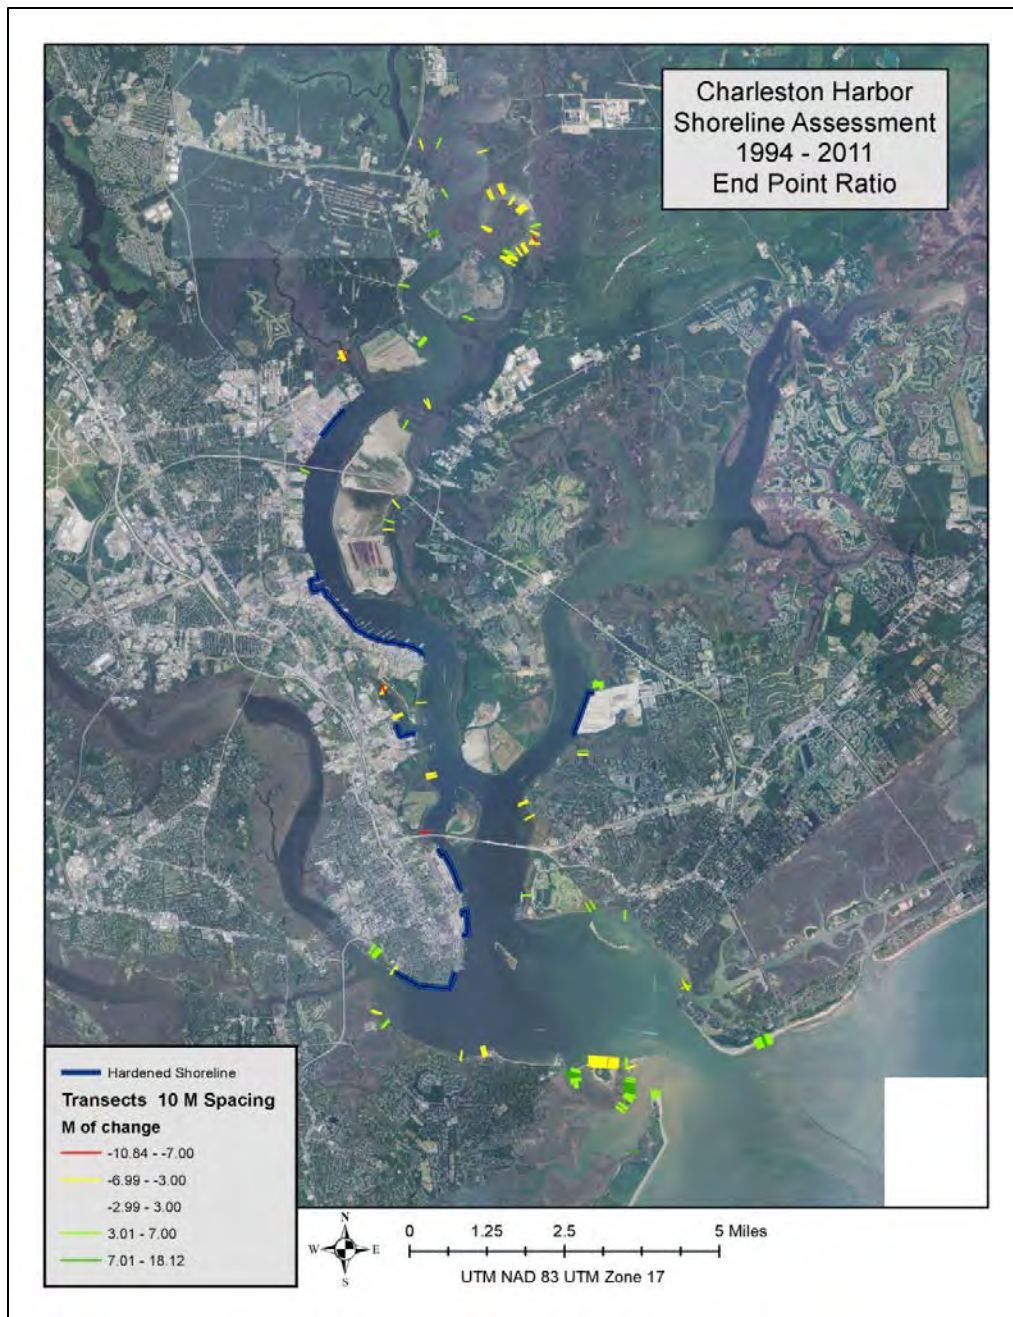 Charleston Harbor
Shoreline Assessment
1994 - 2011
End Point Ratio
Hardened Shoreline
Transects 10 M Spacing
M of change
-10.84 - -7.00
-6.99 - -3.00
-2.99 - 3.00
3.01 - 7.00
7.01 - 18.12
N
W E
S
0 1.25 2.5 5 Miles
UTM NAD 83 UTM Zone 17